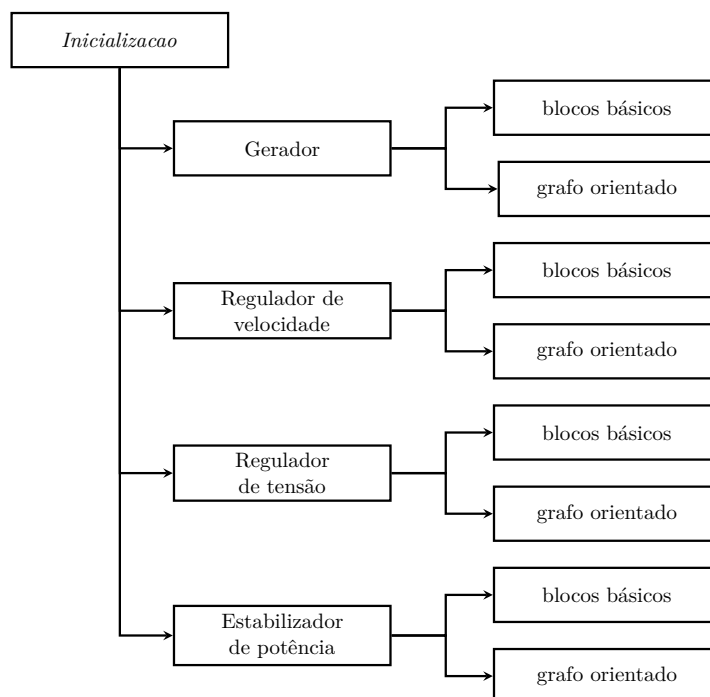 Inicializacao
blocos básicos
Gerador
grafo orientado
blocos básicos
Regulador de
velocidade
grafo orientado
blocos básicos
Regulador
de tensão
grafo orientado
blocos básicos
Estabilizador
de potência
grafo orientado